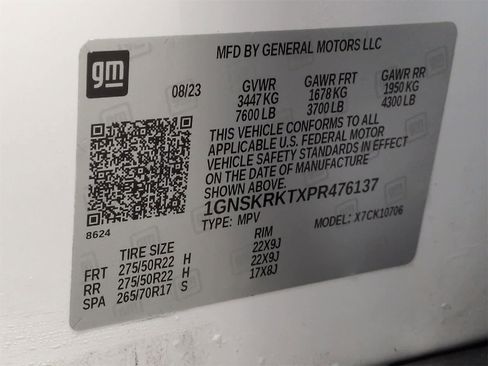 gm
MFD BY GENERAL MOTORS LLC
08/23 GVWR GAWR FRT GAWR RR
3447 KG 1678 KG 1950 KG
7600 LB 3700 LB 4300 LB
THIS VEHICLE CONFORMS TO ALL
APPLICABLE U.S. FEDERAL MOTOR
VEHICLE SAFETY STANDARDS IN EFFECT
ON THE DATE OF MANUFACTURE
SHOWN ABOVE.
1GNSKRKTXPR476137
8624 TYPE: MPV MODEL: X7CK10706
TIRE SIZE RIM
FRT 275/50R22 H 22X9J
RR 275/50R22 H 22X9J
SPA 265/70R17 S 17X8J